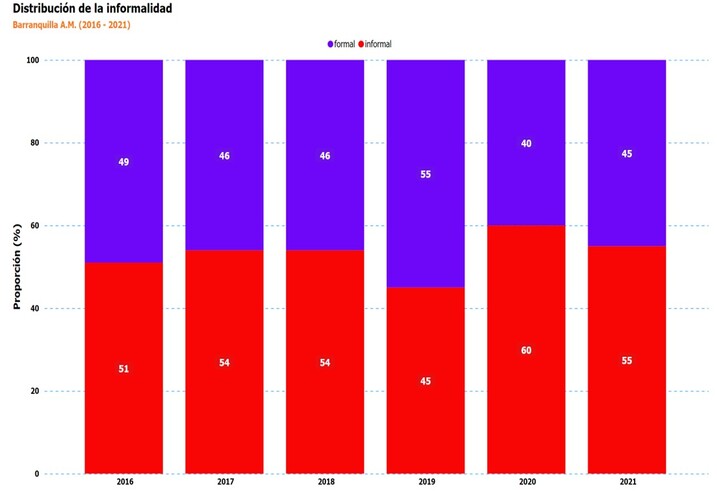 Distribución de la informalidad
Barranquilla A.M. (2016 - 2021)
formal informal
Proporción (%)
100
80
60
40
20
0
49 46 46 55 40 45
51 54 54 45 60 55
2016 2017 2018 2019 2020 2021